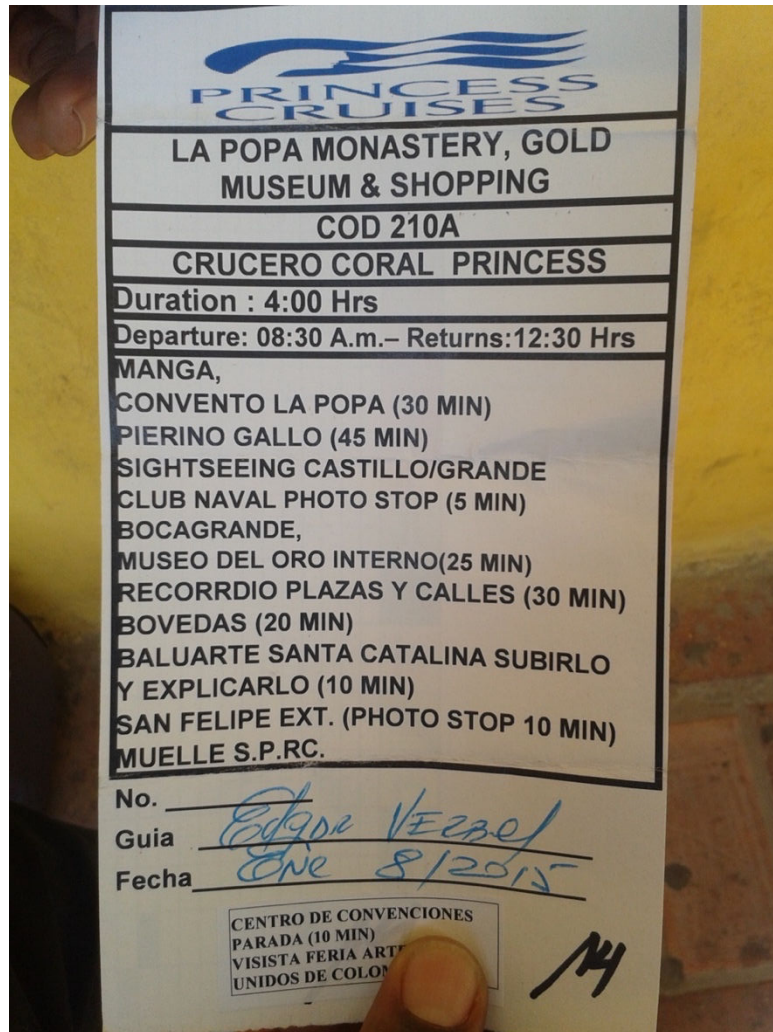 PRINCESS
CRUISES
LA POPA MONASTERY, GOLD
MUSEUM & SHOPPING
COD 210A
CRUCERO CORAL PRINCESS
Duration : 4:00 Hrs
Departure: 08:30 A.m.– Returns:12:30 Hrs
MANGA,
CONVENTO LA POPA (30 MIN)
PIERINO GALLO (45 MIN)
SIGHTSEEING CASTILLO/GRANDE
CLUB NAVAL PHOTO STOP (5 MIN)
BOCAGRANDE,
MUSEO DEL ORO INTERNO(25 MIN)
RECORRDIO PLAZAS Y CALLES (30 MIN)
BOVEDAS (20 MIN)
BALUARTE SANTA CATALINA SUBIRLO
Y EXPLICARLO (10 MIN)
SAN FELIPE EXT. (PHOTO STOP 10 MIN)
MUELLE S.P.RC.
No.
Guia Edgar
Fecha Ene 8/2015
CENTRO DE CONVENCIONES
PARADA (10 MIN)
VISISTA FERIA
UNIDOS DE
14